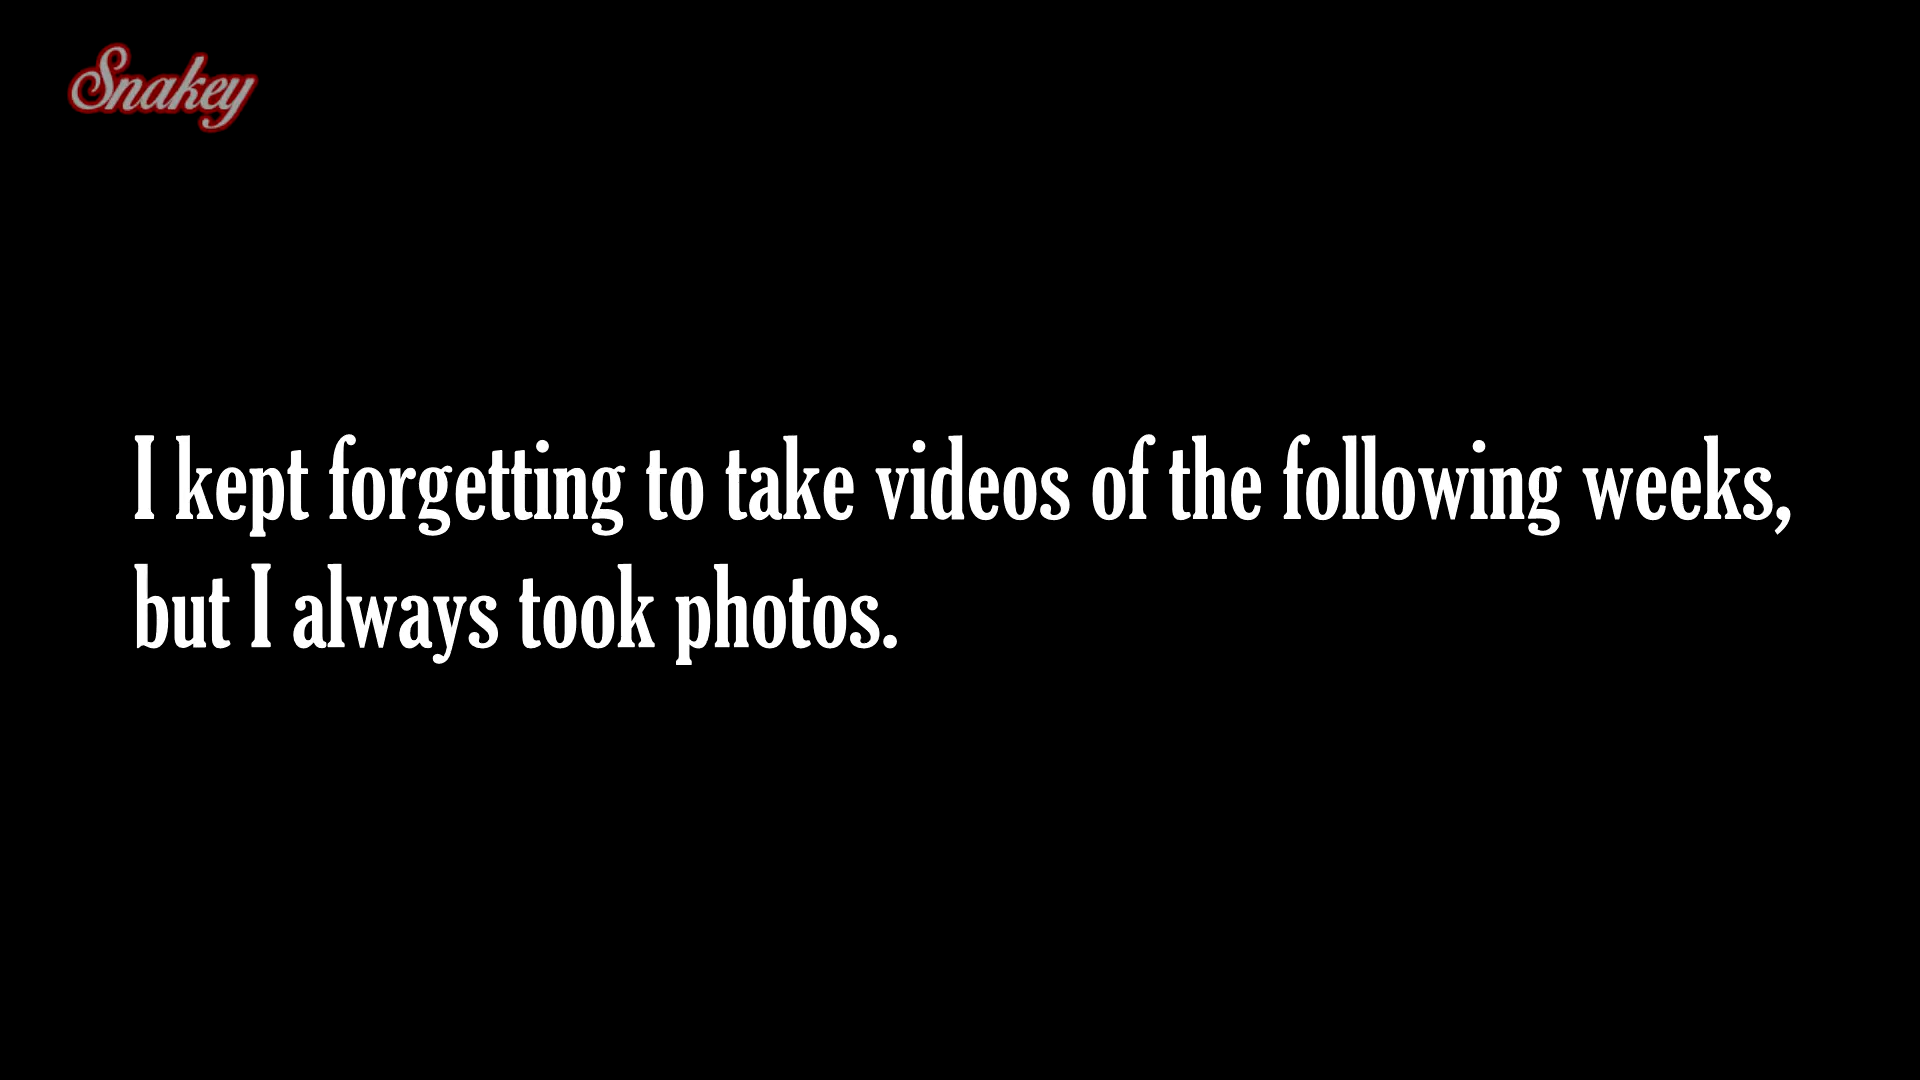 Snakey
I kept forgetting to take videos of the following weeks,
but I always took photos.